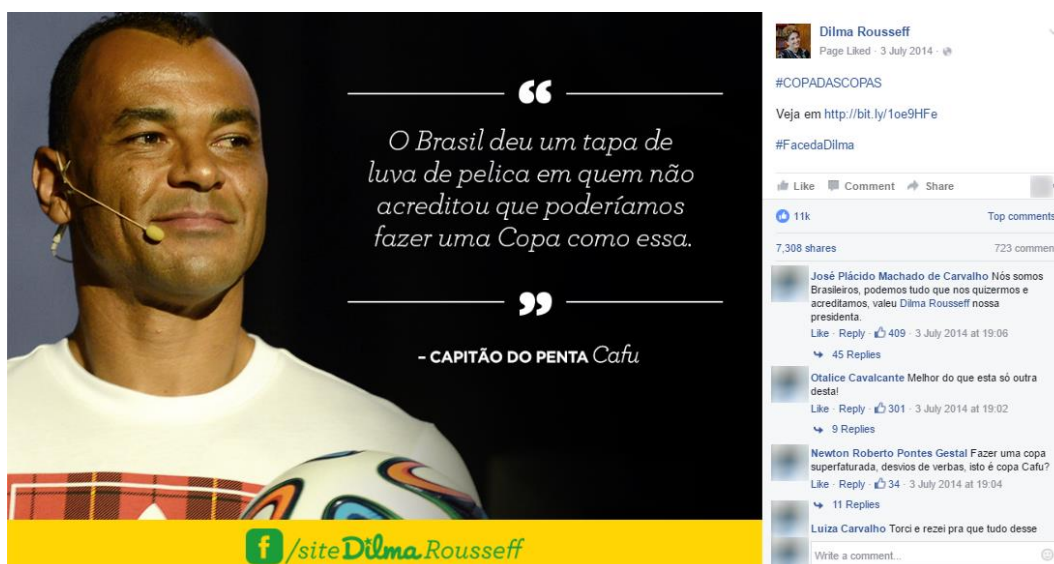 “
O Brasil deu um tapa de
luva de pelica em quem não
acreditou que poderíamos
fazer uma Copa como essa.
”
- CAPITÃO DO PENTA Cafu
f /site Dilma Rousseff
Dilma Rousseff
Page Liked · 3 July 2014 ·
#COPADASCOPAS
Veja em http://bit.ly/1oe9HFe
#FacedaDilma
Like Comment Share
11k Top comments
7,308 shares 723 commen
José Plácido Machado de Carvalho Nós somos
Brasileiros, podemos tudo que nos quizermos e
acreditamos, valeu Dilma Rousseff nossa
presidenta.
Like · Reply · 409 · 3 July 2014 at 19:06
45 Replies
Otalice Cavalcante Melhor do que esta só outra
desta!
Like · Reply · 301 · 3 July 2014 at 19:02
9 Replies
Newton Roberto Pontes Gestal Fazer uma copa
superfaturada, desvios de verbas, isto é copa Cafu?
Like · Reply · 34 · 3 July 2014 at 19:04
11 Replies
Luiza Carvalho Torci e rezei pra que tudo desse
Write a comment...